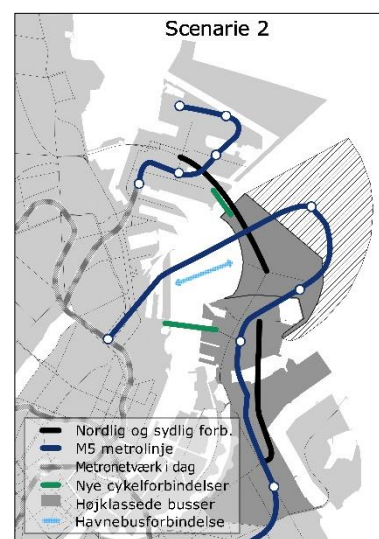 Scenarie 2
Nordlig og sydlig forb.
M5 metrolinje
Metronetværk i dag
Nye cykelforbindelser
Højklassede busser
Havnebusforbindelse